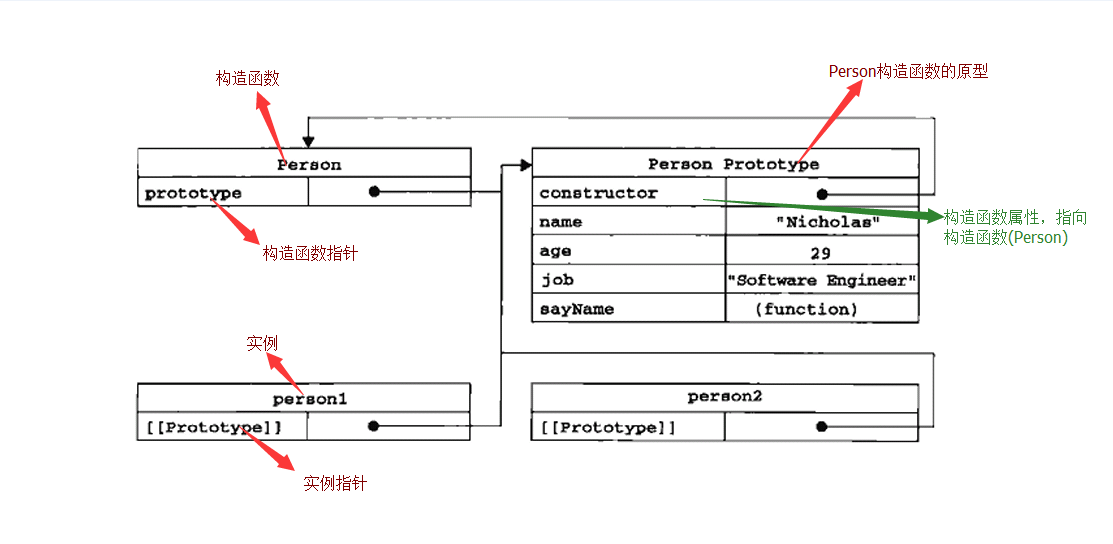 构造函数
Person构造函数的原型
Person
prototype
构造函数指针
Person Prototype
constructor
name "Nicholas"
age 29
job "Software Engineer"
sayName (function)
构造函数属性，指向
构造函数(Person)
实例
person1
[[Prototype]]
实例指针
person2
[[Prototype]]